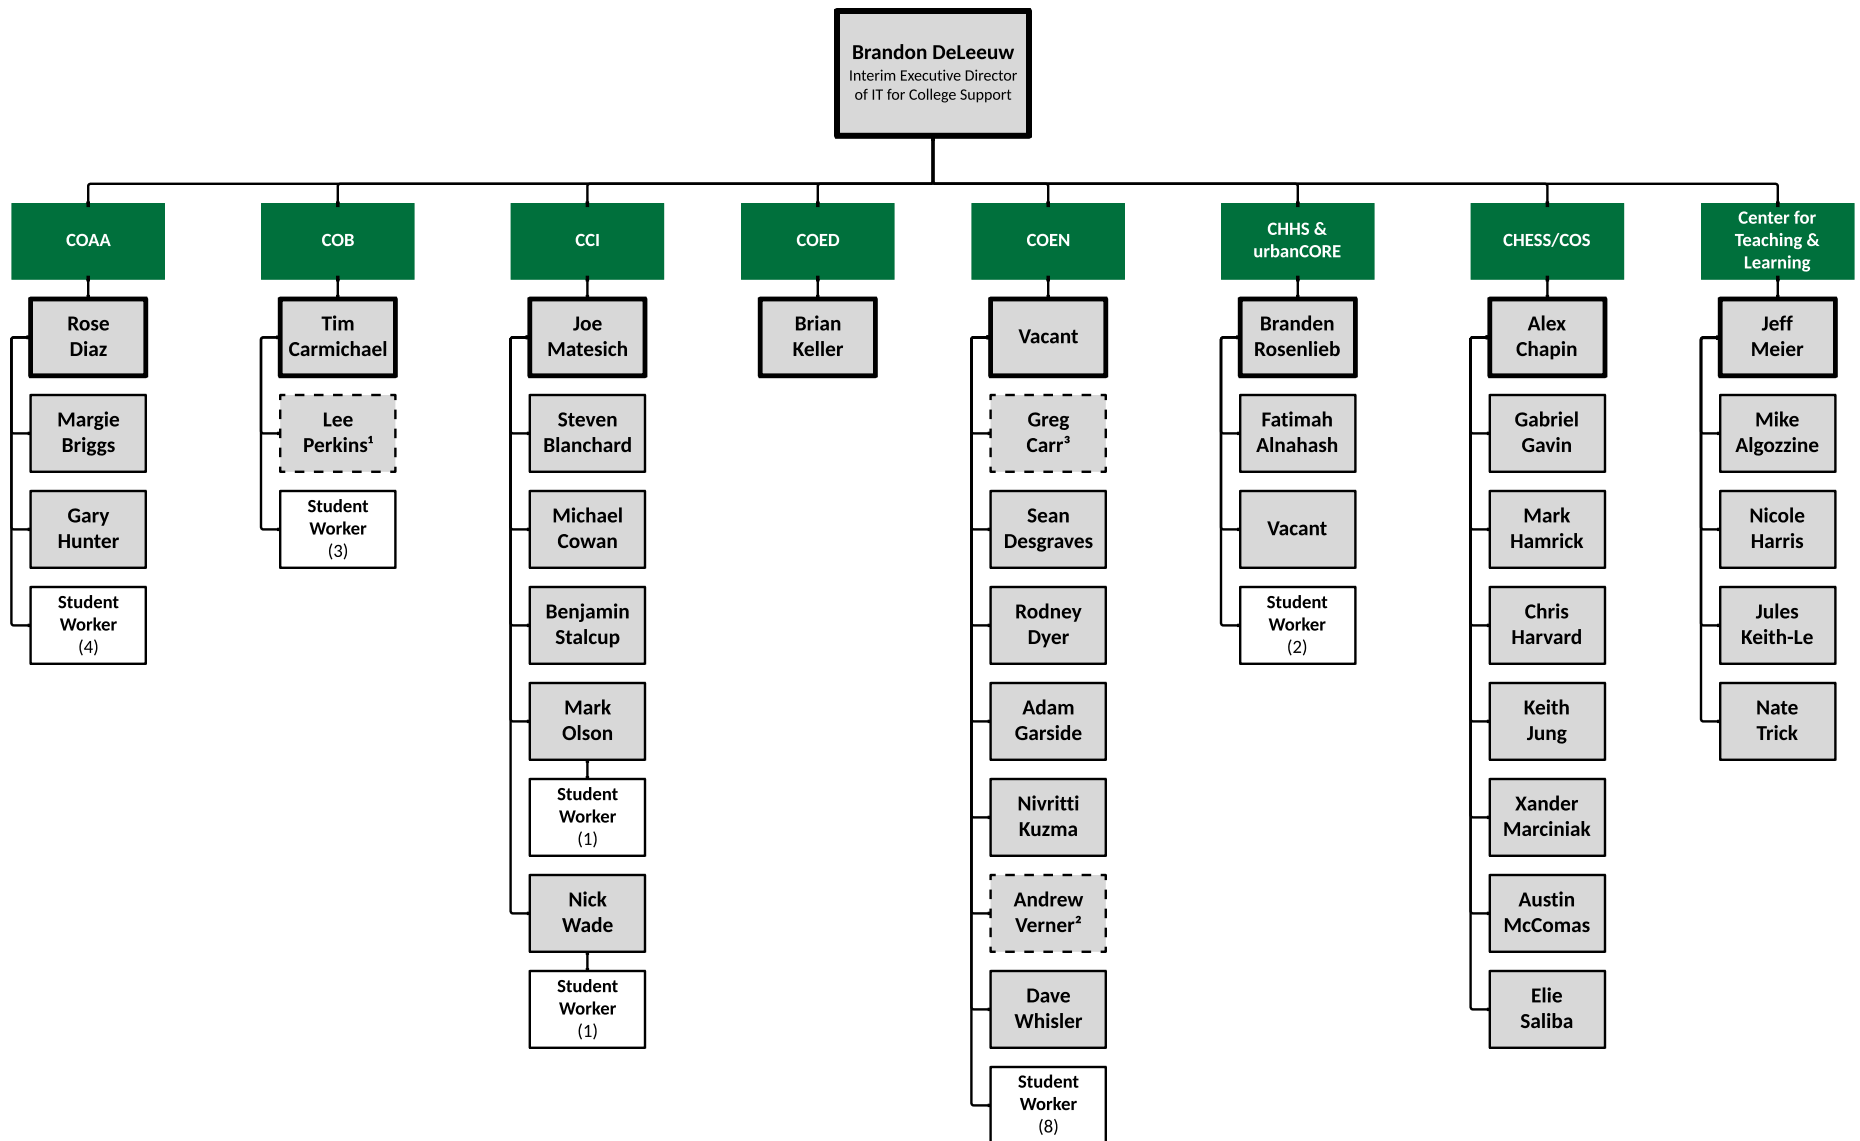 Brandon DeLeeuw
Interim Executive Director
of IT for College Support
COAA
Rose
Diaz
Margie
Briggs
Gary
Hunter
Student
Worker
(4)
COB
Tim
Carmichael
Lee
Perkins¹
Student
Worker
(3)
CCI
Joe
Matesich
Steven
Blanchard
Michael
Cowan
Benjamin
Stalcup
Mark
Olson
Student
Worker
(1)
Nick
Wade
Student
Worker
(1)
COED
Brian
Keller
COEN
Vacant
Greg
Carr³
Sean
Desgraves
Rodney
Dyer
Adam
Garside
Nivritti
Kuzma
Andrew
Verner²
Dave
Whisler
Student
Worker
(8)
CHHS &
urbanCORE
Branden
Rosenlieb
Fatimah
Alnahash
Vacant
Student
Worker
(2)
CHESS/COS
Alex
Chapin
Gabriel
Gavin
Mark
Hamrick
Chris
Harvard
Keith
Jung
Xander
Marciniak
Austin
McComas
Elie
Saliba
Center for
Teaching &
Learning
Jeff
Meier
Mike
Algozzine
Nicole
Harris
Jules
Keith-Le
Nate
Trick